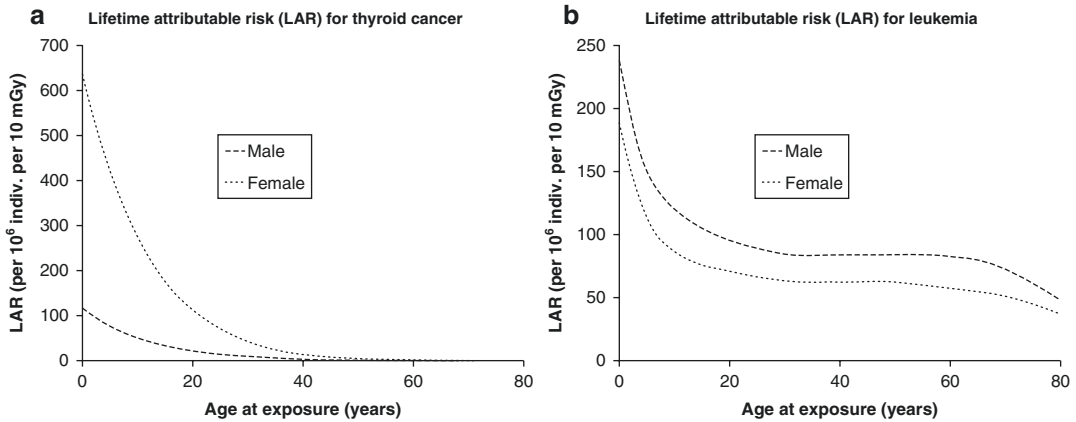 a
Lifetime attributable risk (LAR) for thyroid cancer
LAR (per 10⁶ indiv. per 10 mGy)
700
600
500
400
300
200
100
0
Male
Female
0 20 40 60 80
Age at exposure (years)
b
Lifetime attributable risk (LAR) for leukemia
LAR (per 10⁶ indiv. per 10 mGy)
250
200
150
100
50
0
Male
Female
0 20 40 60 80
Age at exposure (years)